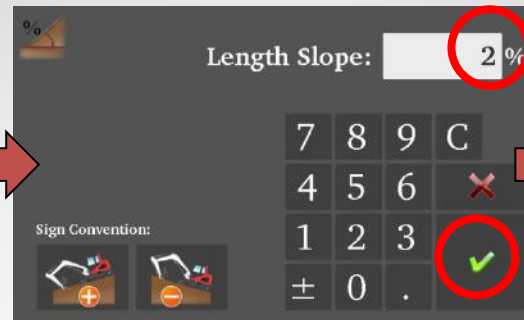 %
Length Slope: 2 %
7 8 9 C
4 5 6
Sign Convention:
1 2 3
± 0 .